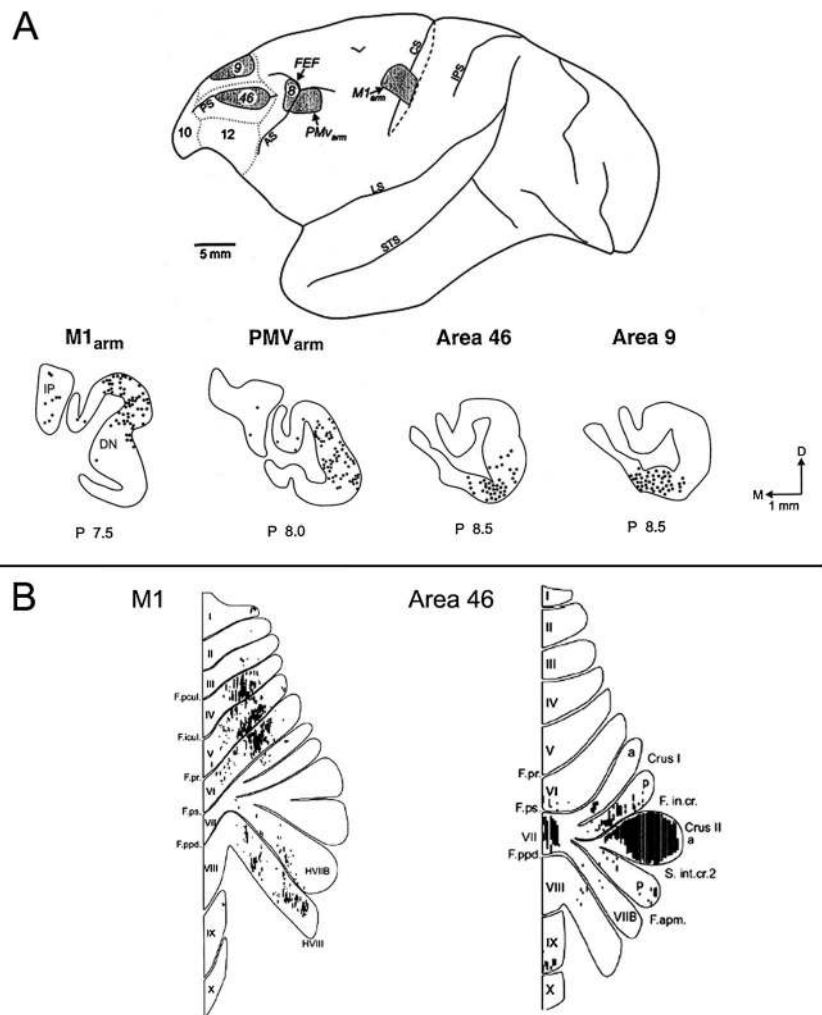 A
9
FEF
CS
IPS
46
8
M1arm
PS
10
12
AS
PMvarm
LS
STS
5 mm
M1arm
PMVarm
Area 46
Area 9
IP
DN
D
M
1 mm
P 7.5
P 8.0
P 8.5
P 8.5
B
M1
Area 46
I
II
III
F.pcul.
IV
F.icul.
V
F.pr.
VI
F.ps.
VII
F.ppd.
VIII
HVIIB
HVIII
IX
X
I
II
III
IV
V
a
Crus I
F.pr.
VI
p
F. in.cr.
F.ps.
Crus II
VII
a
F.ppd.
S. int.cr.2
VIII
p
VIIB
F.apm.
IX
X